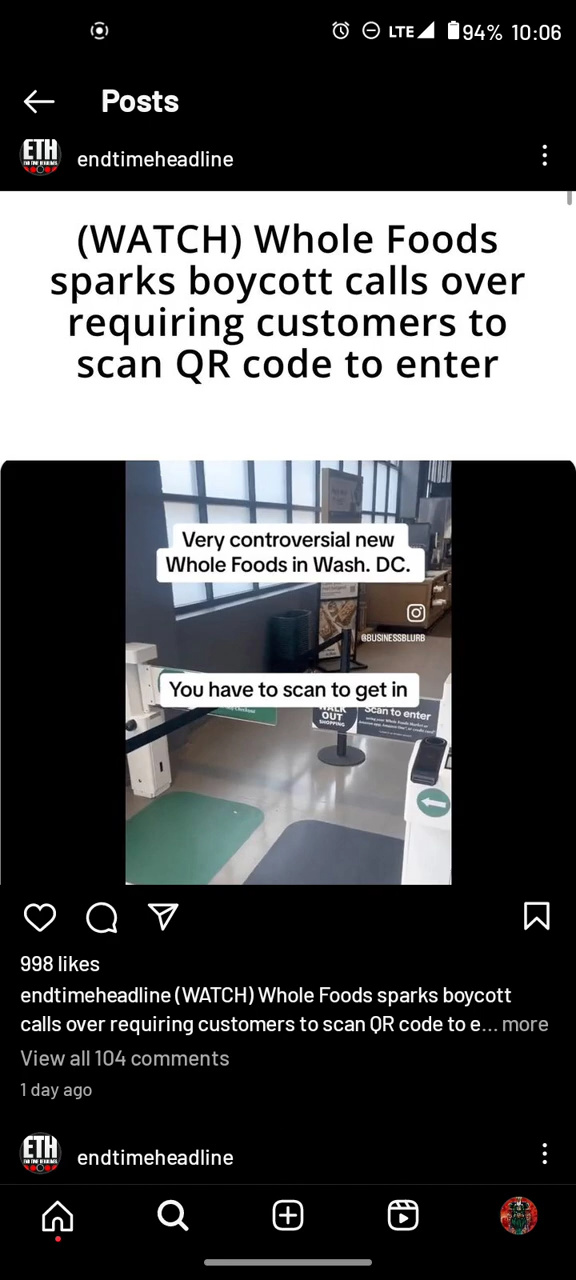 LTE 94% 10:06
Posts
ETH
endtimeheadline
(WATCH) Whole Foods
sparks boycott calls over
requiring customers to
scan QR code to enter
Very controversial new
Whole Foods in Wash. DC.
@BUSINESSBLURB
You have to scan to get in
WALK
OUT
SHOPPING
Scan to enter
998 likes
endtimeheadline (WATCH) Whole Foods sparks boycott
calls over requiring customers to scan QR code to e... more
View all 104 comments
1 day ago
ETH
endtimeheadline